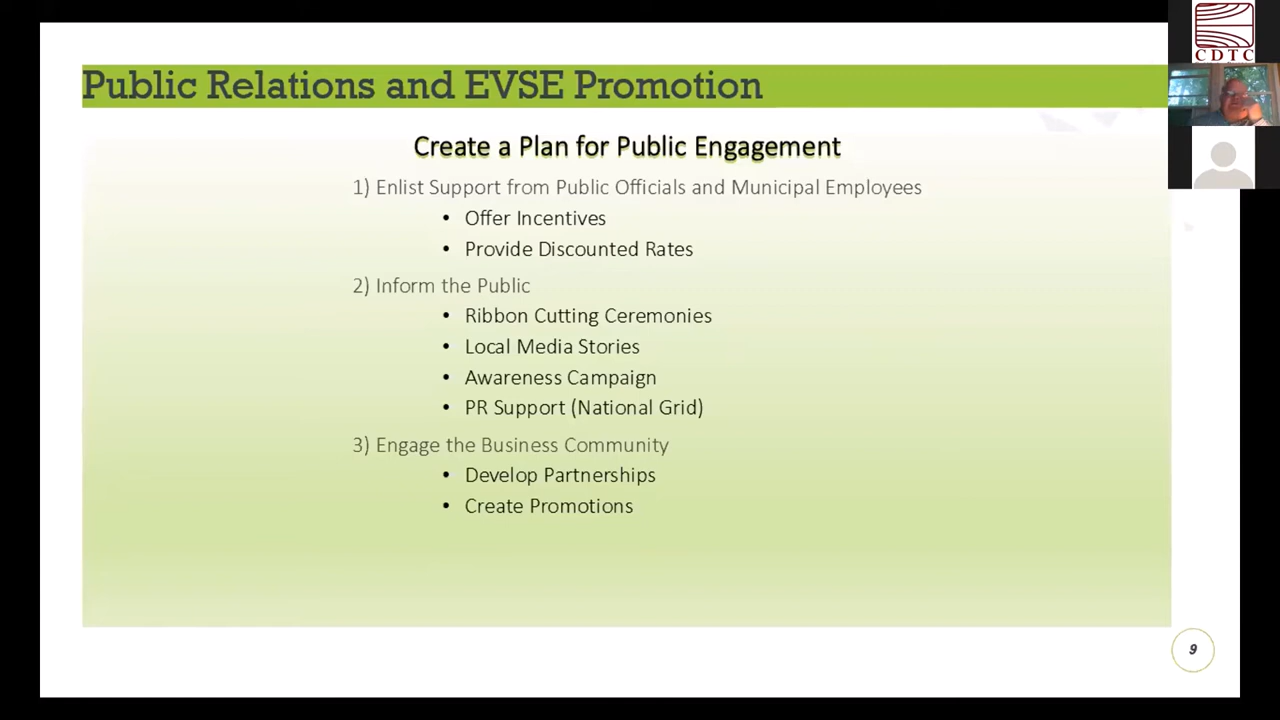 Public Relations and EVSE Promotion
CDTC
Create a Plan for Public Engagement
1) Enlist Support from Public Officials and Municipal Employees
• Offer Incentives
• Provide Discounted Rates
2) Inform the Public
• Ribbon Cutting Ceremonies
• Local Media Stories
• Awareness Campaign
• PR Support (National Grid)
3) Engage the Business Community
• Develop Partnerships
• Create Promotions
9